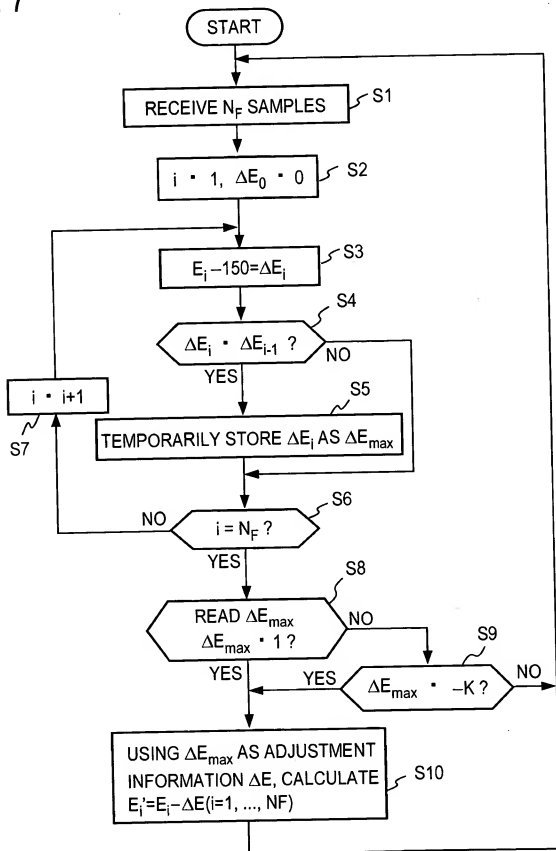 7
START
RECEIVE N_F SAMPLES
S1
i ▪ 1, ΔE_0 ▪ 0
S2
E_i −150=ΔE_i
S3
ΔE_i ▪ ΔE_{i-1} ?
S4
NO
YES
i ▪ i+1
S7
TEMPORARILY STORE ΔE_i AS ΔE_max
S5
i = N_F ?
S6
NO
YES
READ ΔE_max
ΔE_max ▪ 1 ?
S8
NO
YES
ΔE_max ▪ −K ?
S9
YES
NO
USING ΔE_max AS ADJUSTMENT
INFORMATION ΔE, CALCULATE
E_i'=E_i−ΔE(i=1, ..., NF)
S10